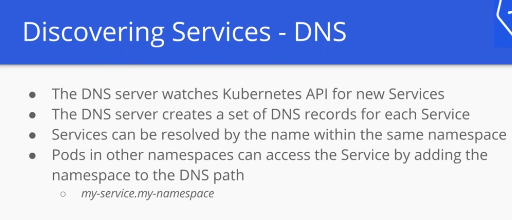 Discovering Services - DNS
● The DNS server watches Kubernetes API for new Services
● The DNS server creates a set of DNS records for each Service
● Services can be resolved by the name within the same namespace
● Pods in other namespaces can access the Service by adding the
namespace to the DNS path
○ my-service.my-namespace